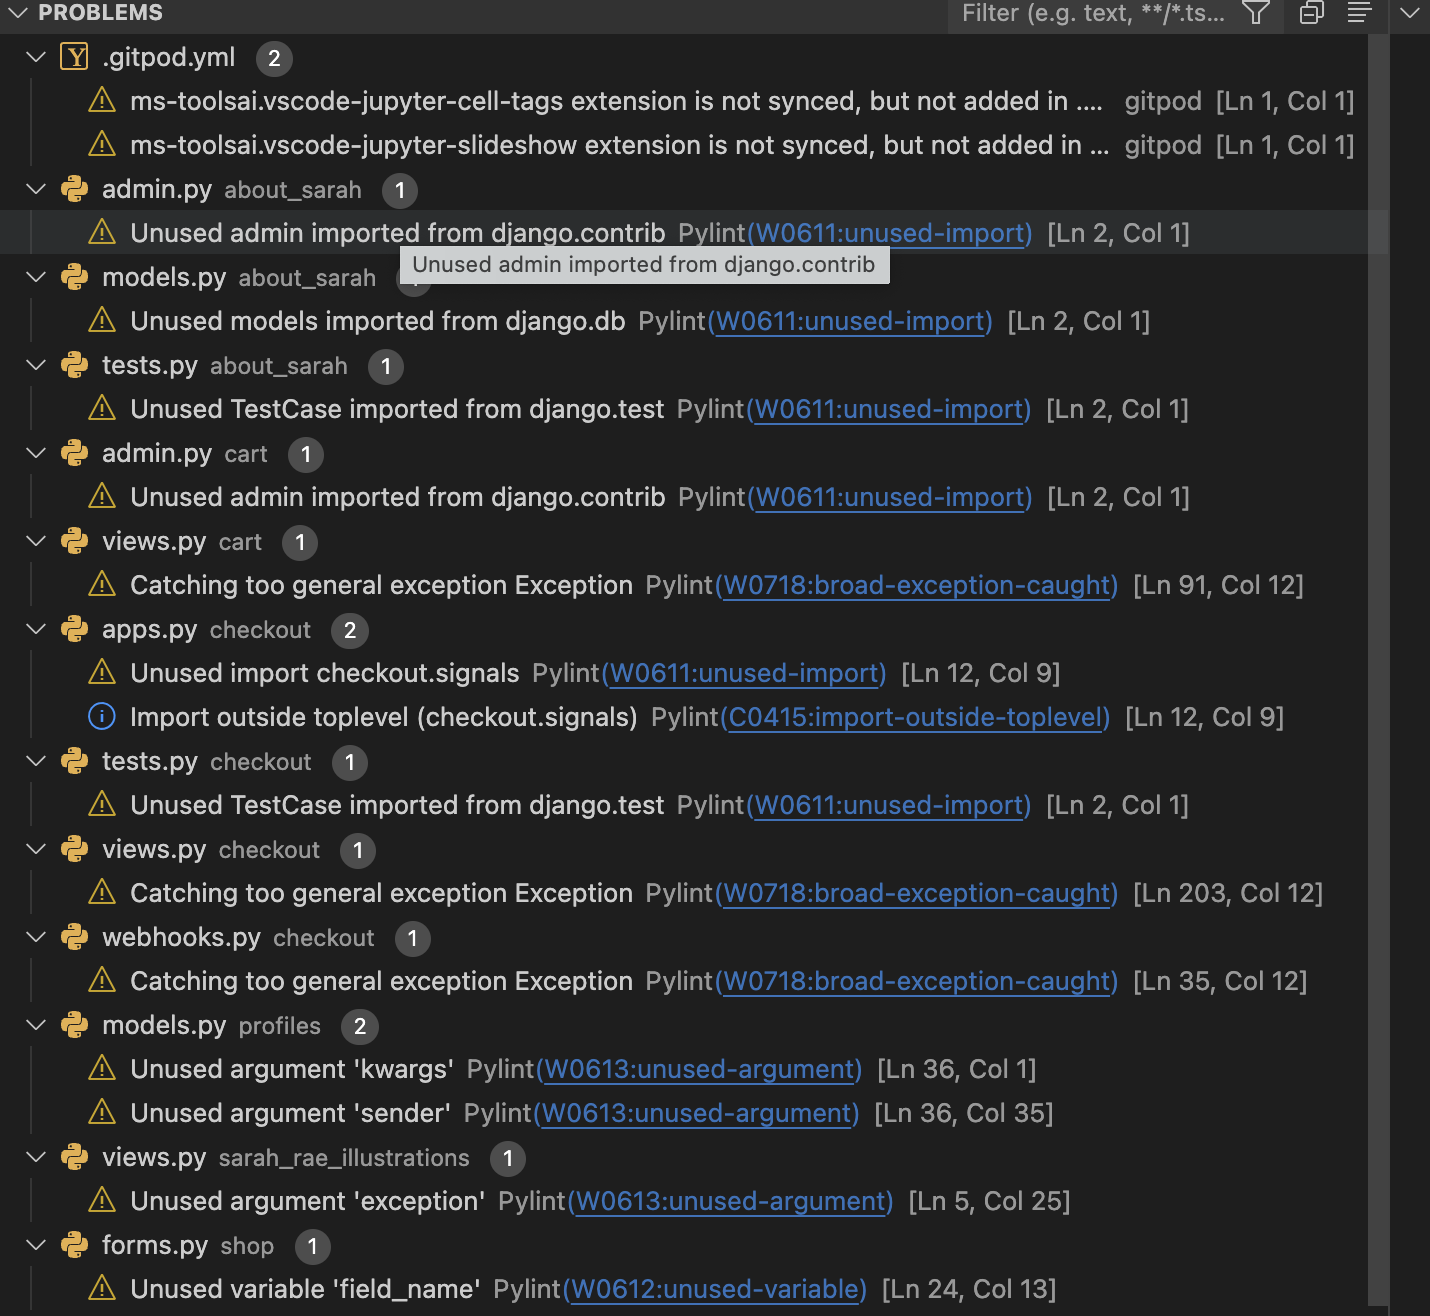 PROBLEMS
Filter (e.g. text, **/*.ts...
.gitpod.yml 2
ms-toolsai.vscode-jupyter-cell-tags extension is not synced, but not added in .... gitpod [Ln 1, Col 1]
ms-toolsai.vscode-jupyter-slideshow extension is not synced, but not added in ... gitpod [Ln 1, Col 1]
admin.py about_sarah 1
Unused admin imported from django.contrib Pylint(W0611:unused-import) [Ln 2, Col 1]
Unused admin imported from django.contrib
models.py about_sarah
Unused models imported from django.db Pylint(W0611:unused-import) [Ln 2, Col 1]
tests.py about_sarah 1
Unused TestCase imported from django.test Pylint(W0611:unused-import) [Ln 2, Col 1]
admin.py cart 1
Unused admin imported from django.contrib Pylint(W0611:unused-import) [Ln 2, Col 1]
views.py cart 1
Catching too general exception Exception Pylint(W0718:broad-exception-caught) [Ln 91, Col 12]
apps.py checkout 2
Unused import checkout.signals Pylint(W0611:unused-import) [Ln 12, Col 9]
Import outside toplevel (checkout.signals) Pylint(C0415:import-outside-toplevel) [Ln 12, Col 9]
tests.py checkout 1
Unused TestCase imported from django.test Pylint(W0611:unused-import) [Ln 2, Col 1]
views.py checkout 1
Catching too general exception Exception Pylint(W0718:broad-exception-caught) [Ln 203, Col 12]
webhooks.py checkout 1
Catching too general exception Exception Pylint(W0718:broad-exception-caught) [Ln 35, Col 12]
models.py profiles 2
Unused argument 'kwargs' Pylint(W0613:unused-argument) [Ln 36, Col 1]
Unused argument 'sender' Pylint(W0613:unused-argument) [Ln 36, Col 35]
views.py sarah_rae_illustrations 1
Unused argument 'exception' Pylint(W0613:unused-argument) [Ln 5, Col 25]
forms.py shop 1
Unused variable 'field_name' Pylint(W0612:unused-variable) [Ln 24, Col 13]